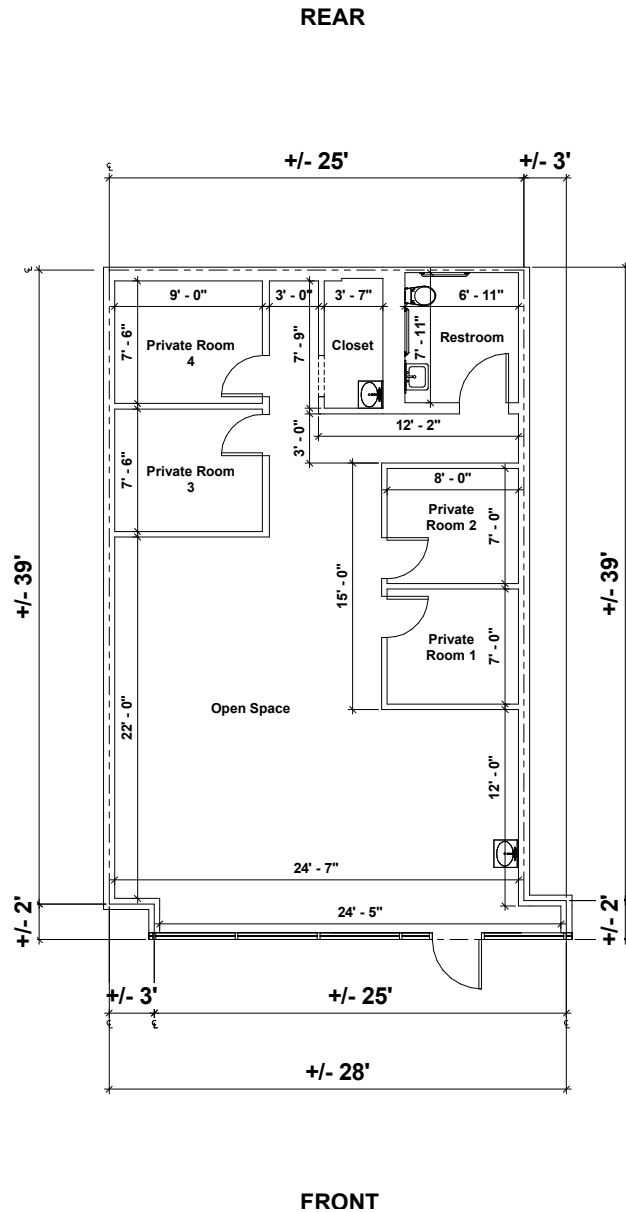 REAR
+/- 25'
+/- 3'
℄
℄
9' - 0"
3' - 0"
3' - 7"
6' - 11"
7' - 6"
Private Room
4
7' - 9"
Closet
7' - 11"
Restroom
12' - 2"
3' - 0"
7' - 6"
Private Room
3
8' - 0"
Private
Room 2
7' - 0"
+/- 39'
+/- 39'
15' - 0"
Private
Room 1
7' - 0"
Open Space
22' - 0"
12' - 0"
24' - 7"
24' - 5"
+/- 2'
+/- 2'
+/- 3'
+/- 25'
℄
℄
℄
+/- 28'
FRONT